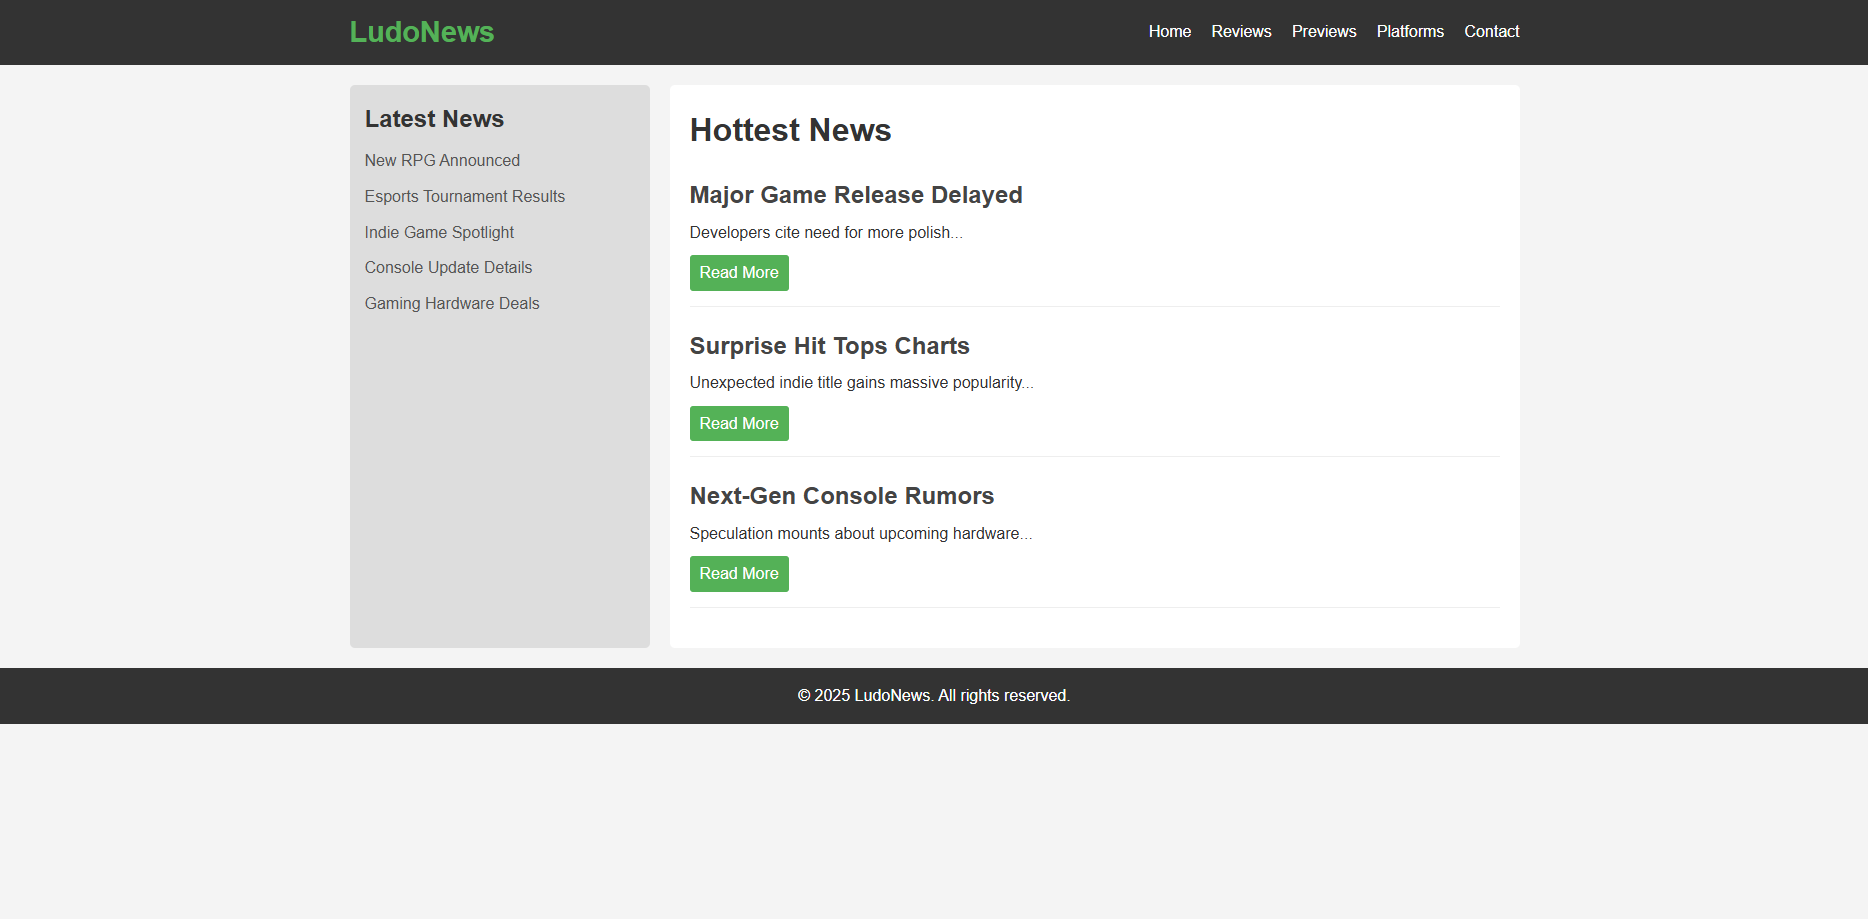 LudoNews
Home Reviews Previews Platforms Contact
Latest News
New RPG Announced
Esports Tournament Results
Indie Game Spotlight
Console Update Details
Gaming Hardware Deals
Hottest News
Major Game Release Delayed
Developers cite need for more polish...
Read More
Surprise Hit Tops Charts
Unexpected indie title gains massive popularity...
Read More
Next-Gen Console Rumors
Speculation mounts about upcoming hardware...
Read More
© 2025 LudoNews. All rights reserved.